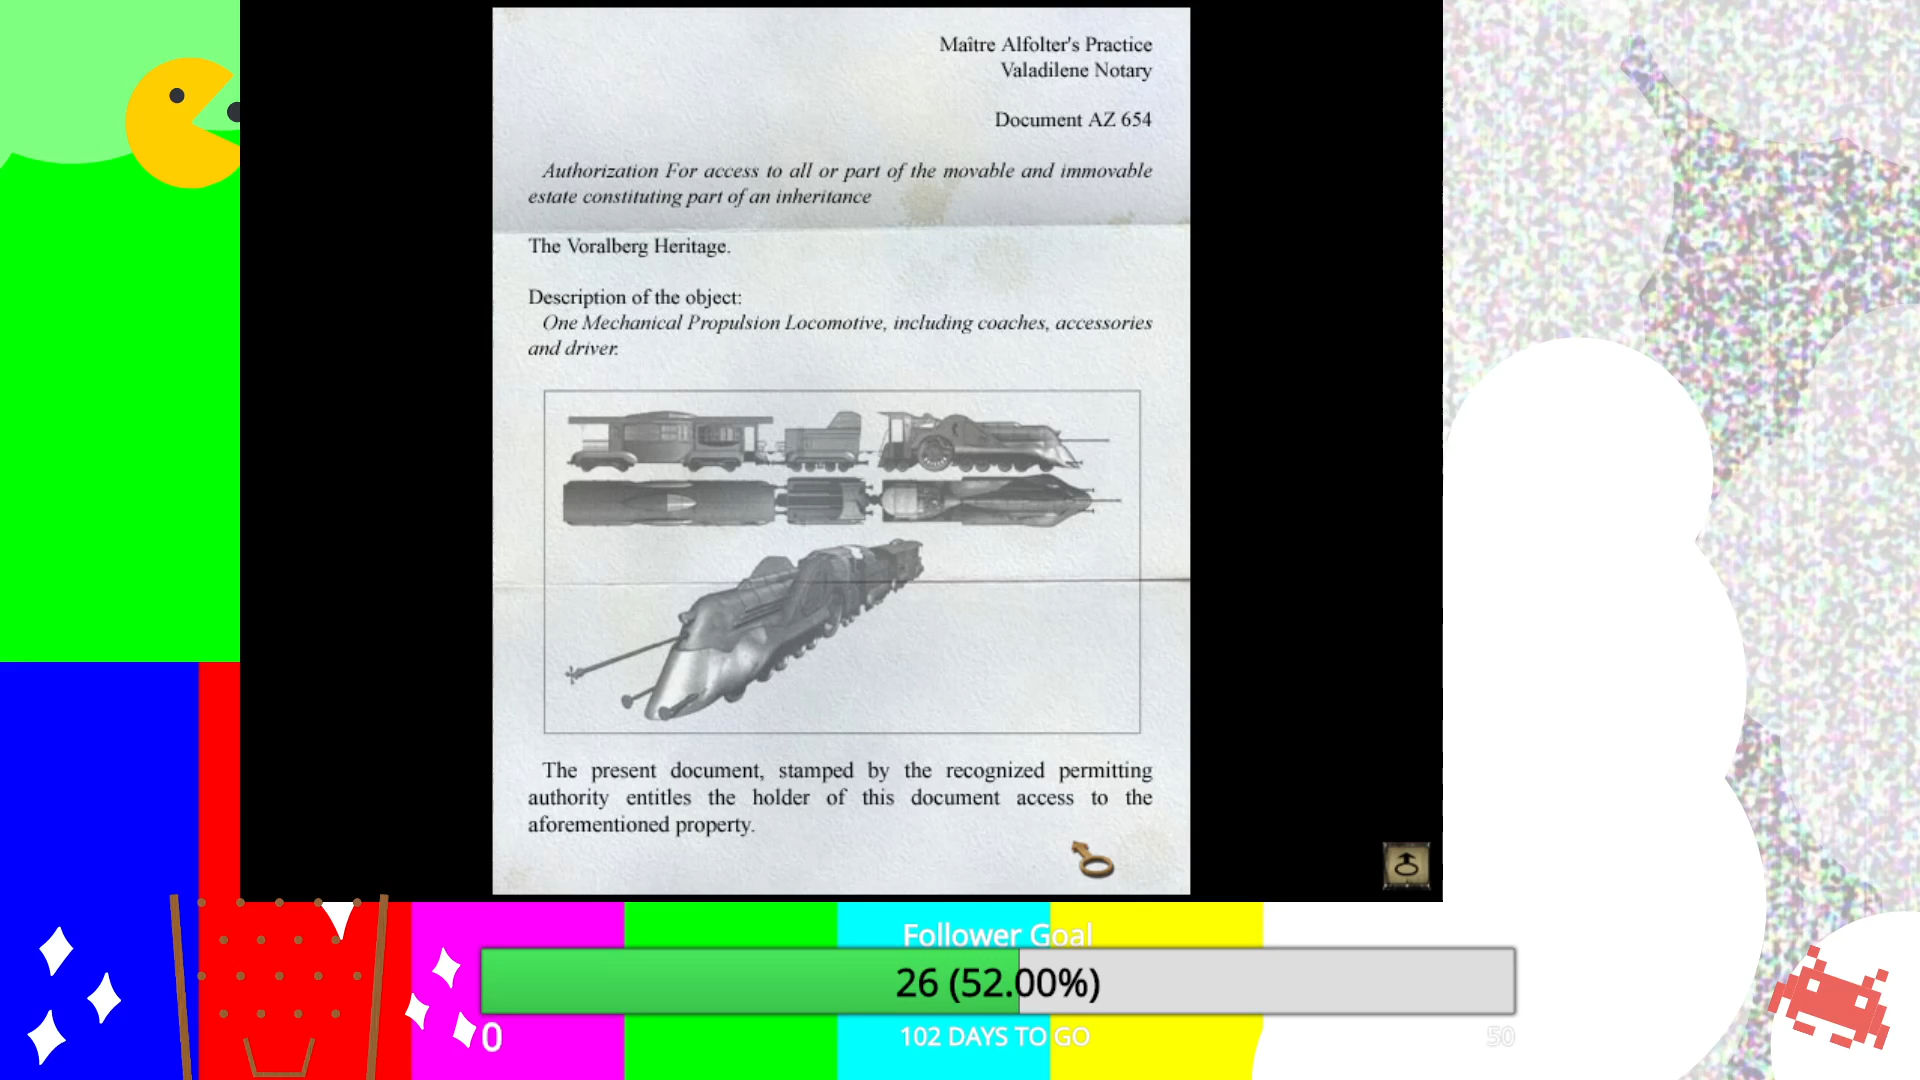 Maître Alfolter's Practice
Valadilene Notary
Document AZ 654
Authorization For access to all or part of the movable and immovable
estate constituting part of an inheritance
The Voralberg Heritage.
Description of the object:
One Mechanical Propulsion Locomotive, including coaches, accessories
and driver.
The present document, stamped by the recognized permitting
authority entitles the holder of this document access to the
aforementioned property.
Follower Goal
26 (52.00%)
0
102 DAYS TO GO
50